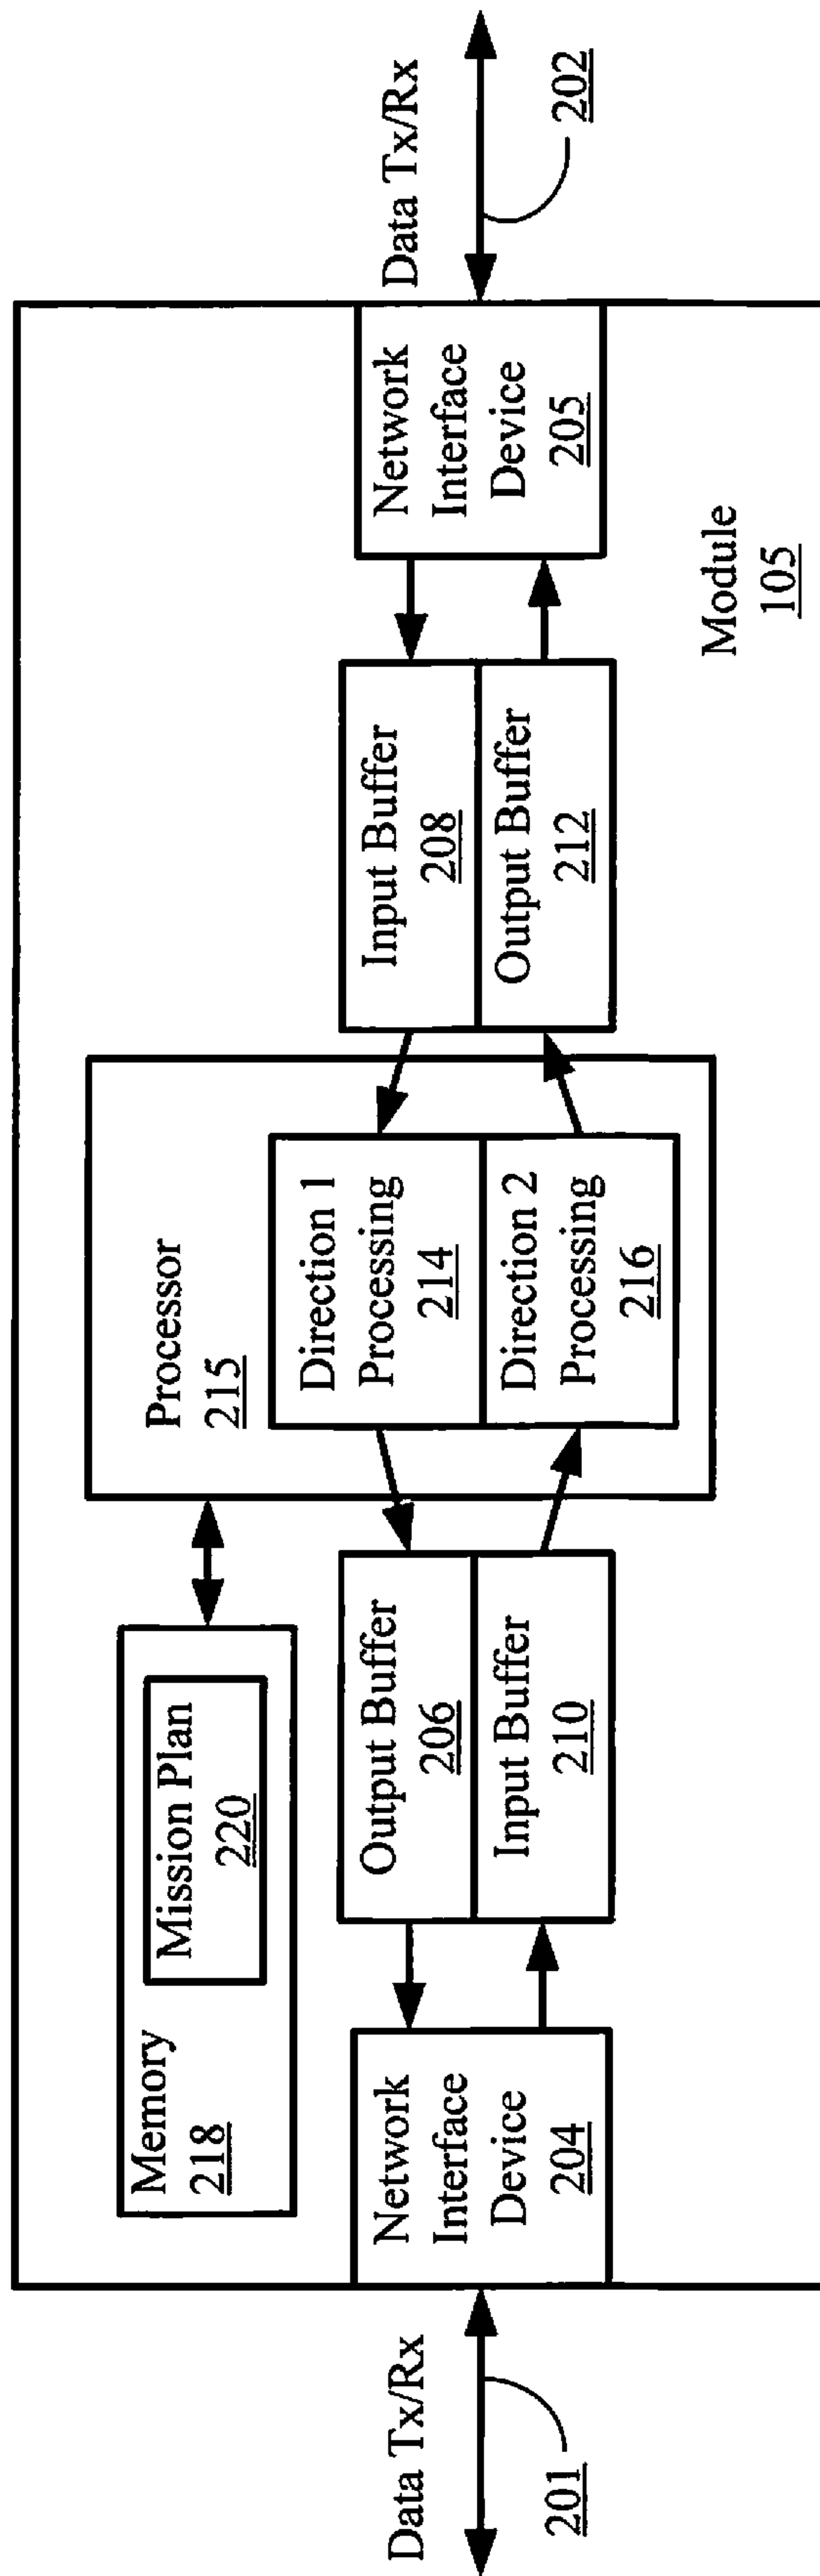 Memory
218
Mission Plan
220
Processor
215
Data Tx/Rx
201
Network
Interface
Device
204
Output Buffer
206
Input Buffer
210
Direction 1
Processing
214
Direction 2
Processing
216
Input Buffer
208
Output Buffer
212
Network
Interface
Device
205
Data Tx/Rx
202
Module
105